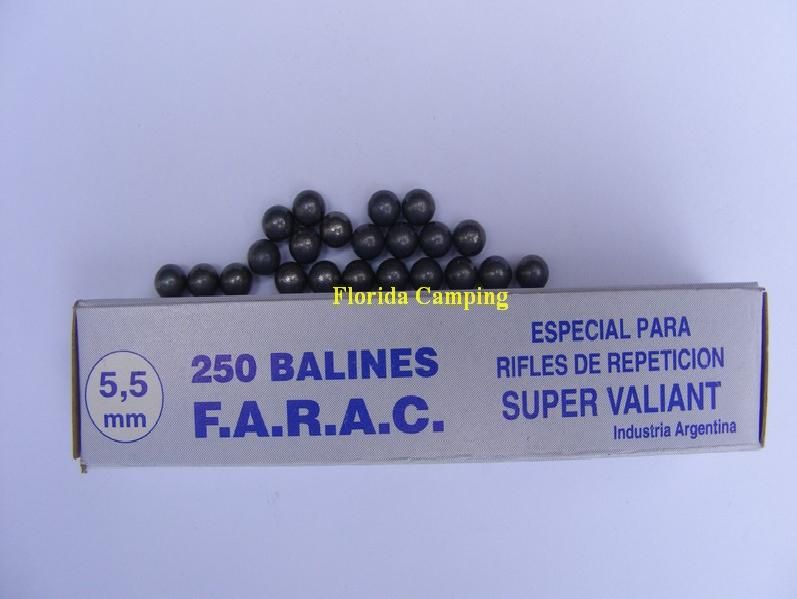 Florida Camping
5,5
mm
250 BALINES
F.A.R.A.C.
ESPECIAL PARA
RIFLES DE REPETICION
SUPER VALIANT
Industria Argentina